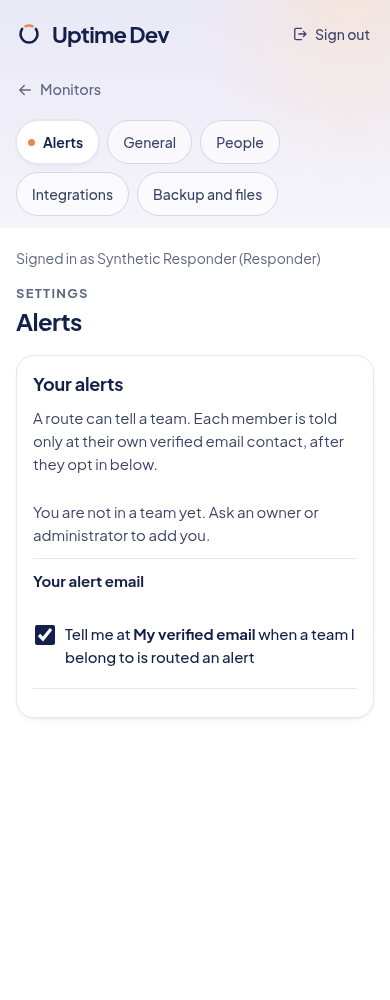 Uptime Dev
Sign out
Monitors
Alerts
General
People
Integrations
Backup and files
Signed in as Synthetic Responder (Responder)
SETTINGS
Alerts
Your alerts
A route can tell a team. Each member is told
only at their own verified email contact, after
they opt in below.
You are not in a team yet. Ask an owner or
administrator to add you.
Your alert email
Tell me at My verified email when a team I
belong to is routed an alert